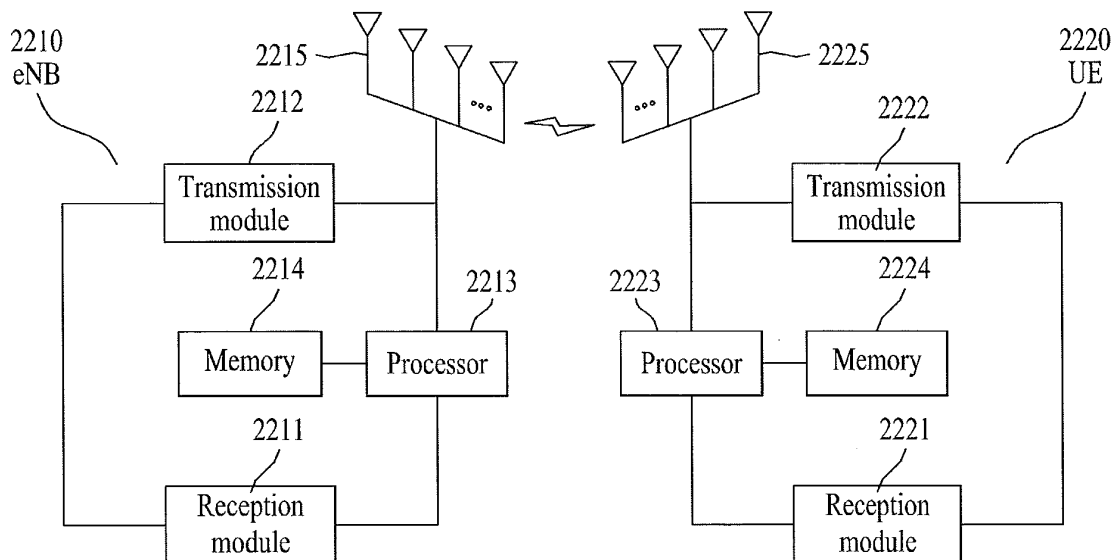 2210
eNB
2215
2225
2220
UE
2212
2222
Transmission
module
Transmission
module
2214
2213
2223
2224
Memory
Processor
Processor
Memory
2211
2221
Reception
module
Reception
module